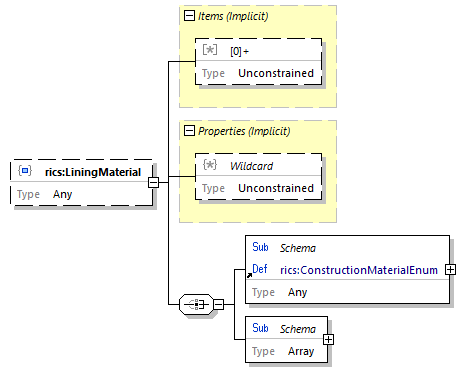 Items (Implicit)
[0]+
Type Unconstrained
Properties (Implicit)
Wildcard
Type Unconstrained
rics:LiningMaterial
Type Any
Sub Schema
Def rics:ConstructionMaterialEnum
Type Any
Sub Schema
Type Array